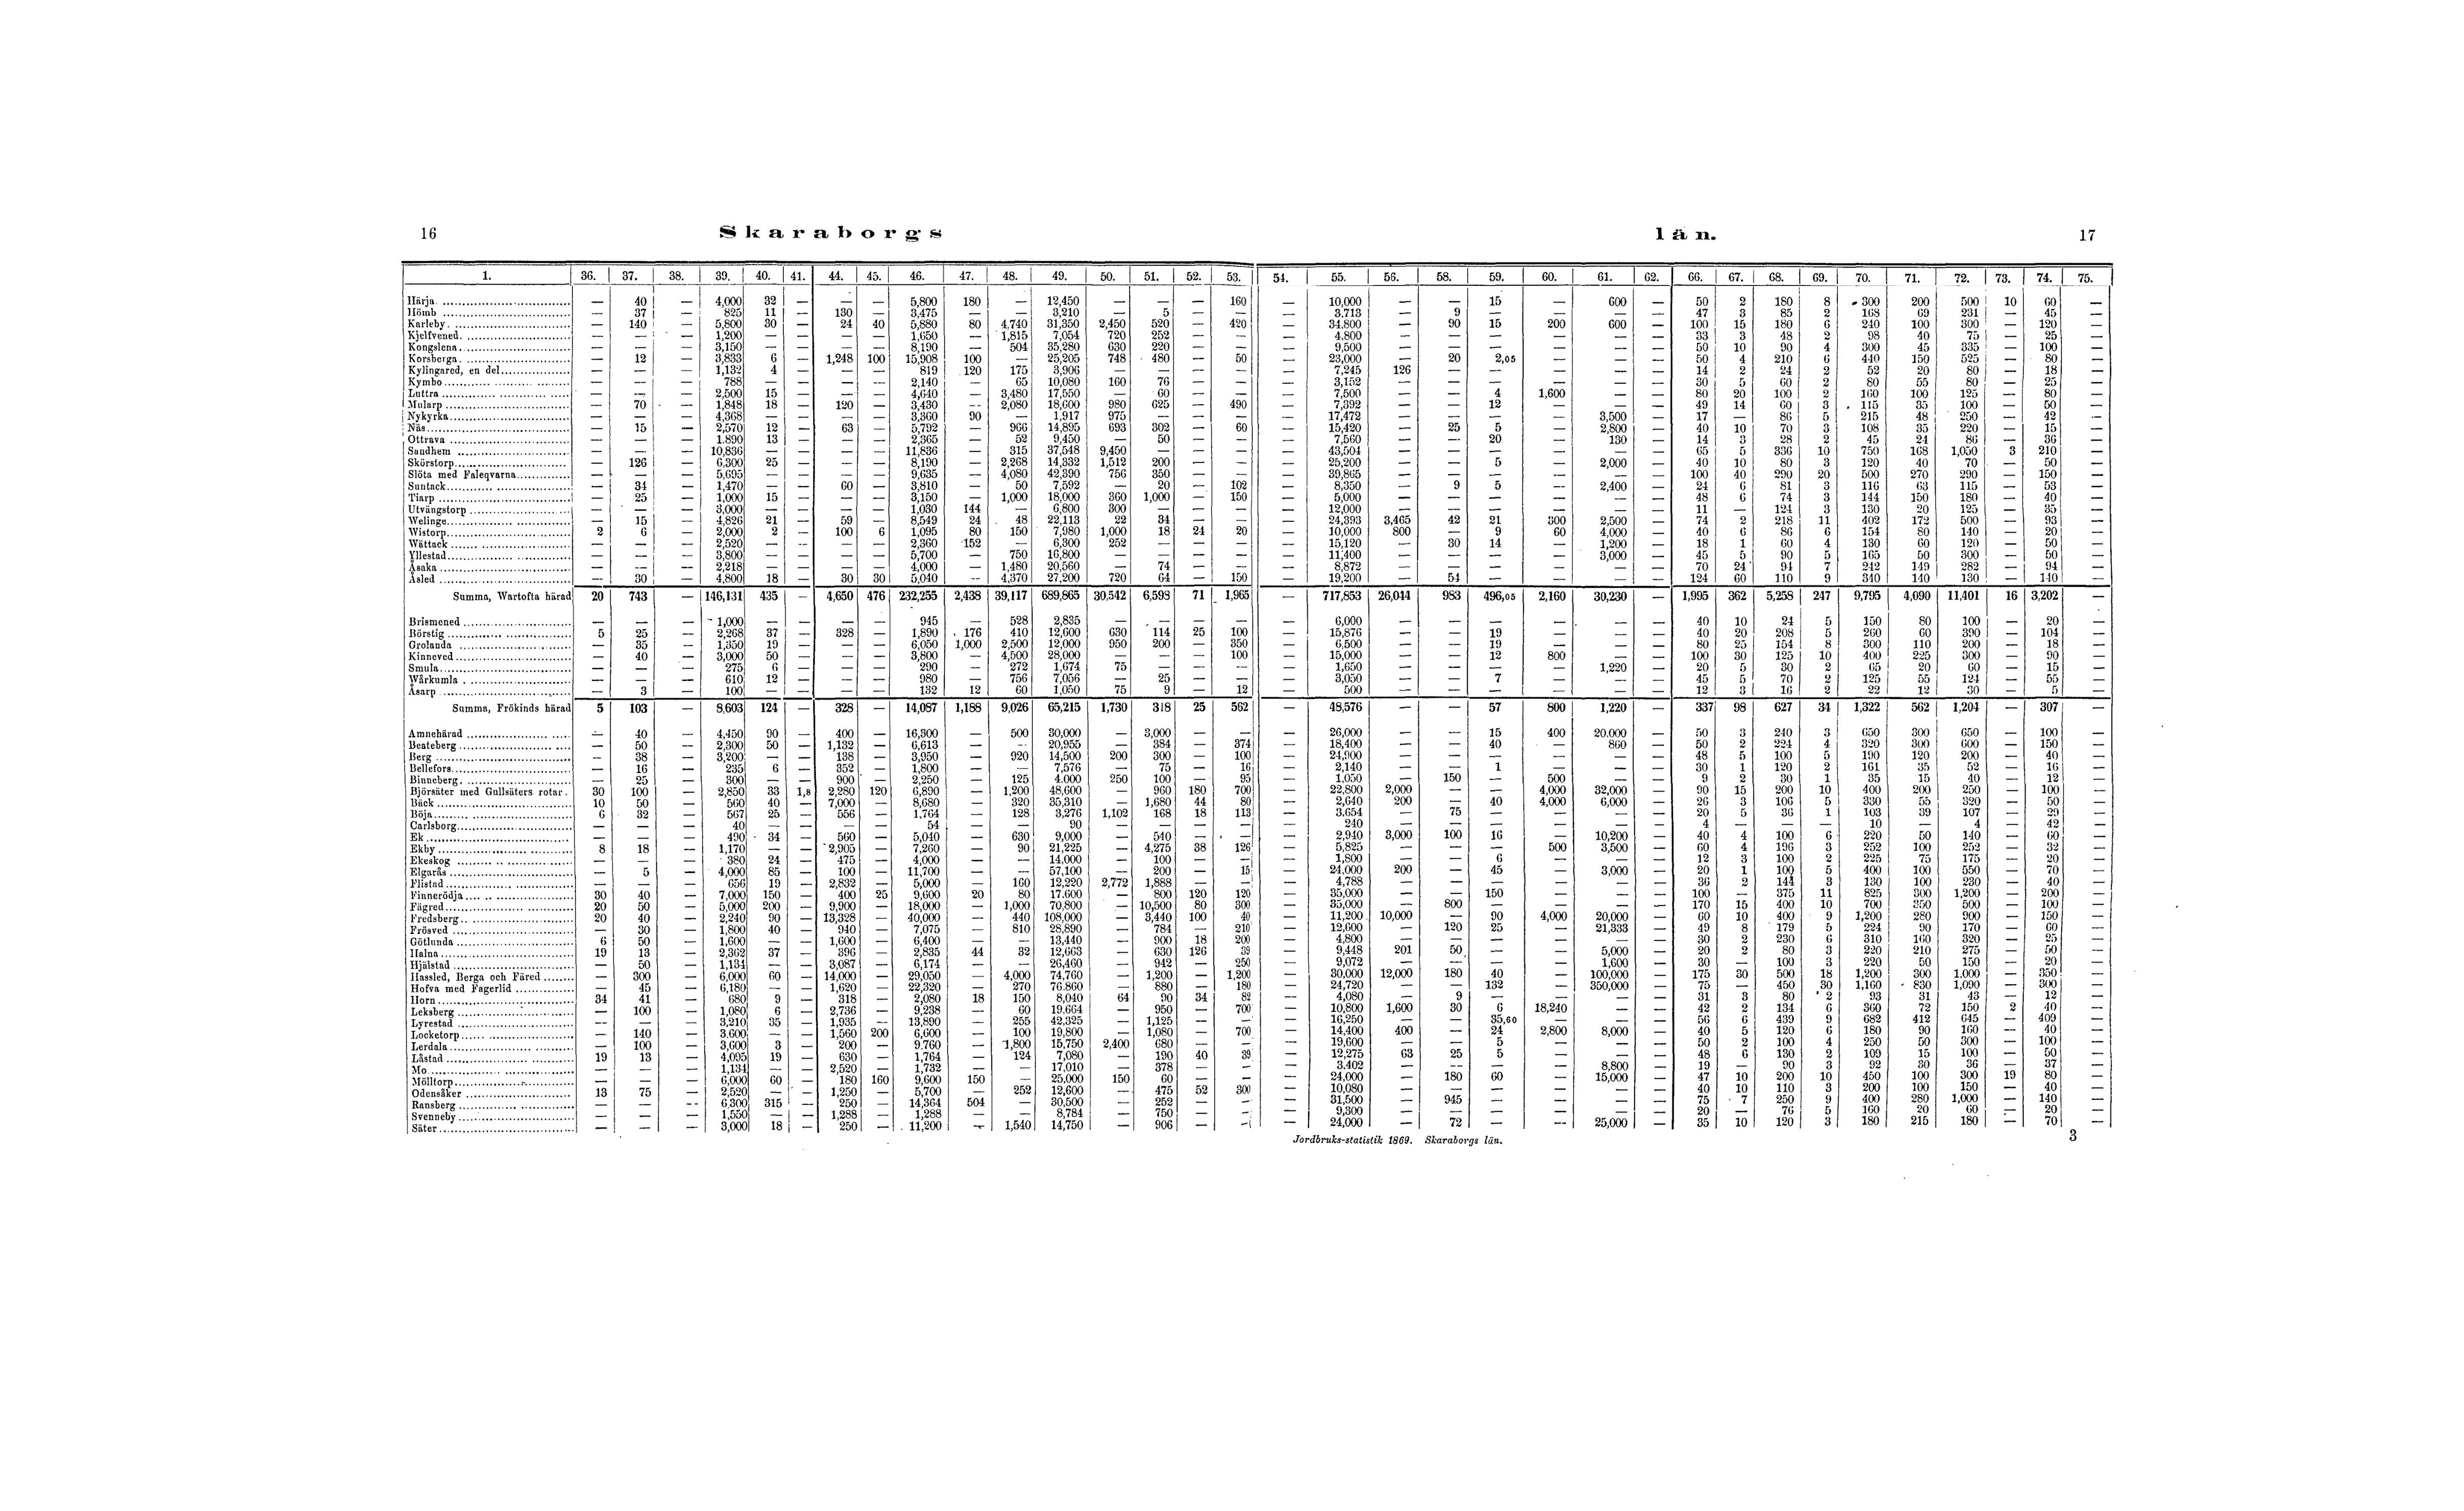 16 Skaraborgs län. 17
1. 36. 37. 38. 39. 40. 41. 44. 45. 46. 47. 48. 49. 50. 51. 52. 53. 54. 55. 56. 58. 59. 60. 61. 62. 66. 67. 68. 69. 70. 71. 72. 73. 74. 75.
Härja — 40 — 4,000 32 — — — 5,800 180 — 12,450 — — — 160 — 10,000 — — 15 — 600 — 50 2 180 8 300 200 500 10 60 —
Hömb — 37 — 825 11 — 130 — 3,475 — — 3,210 — 5 — — — 3,713 — 9 — — — — 47 3 85 2 168 69 231 — 45 —
Karleby — 140 — 5,800 30 — 24 40 5,880 80 4,740 31,350 2,450 520 — 420 — 34,800 — 90 15 200 600 — 100 15 180 6 240 100 300 — 120 —
Kjelfvened — — — 1,200 — — — — 1,650 — 1,815 7,054 720 252 — — — 4,800 — — — — — — 33 3 48 2 98 40 75 — 25 —
Kongslena — — — 3,150 — — — — 8,190 — 504 35,280 630 220 — — — 9,500 — — — — — — 50 10 90 4 300 45 335 — 100 —
Korsberga — 12 — 3,833 6 — 1,248 100 15,908 100 — 25,205 748 480 — 50 — 23,000 — 20 2,05 — — — 50 4 210 6 440 150 525 — 80 —
Kylingared, en del — — — 1,132 4 — — — 819 120 175 3,906 — — — — — 7,245 126 — — — — — 14 2 24 2 52 20 80 — 18 —
Kymbo — — — 788 — — — — 2,140 — 65 10,080 160 76 — — — 3,152 — — — — — — 30 5 60 2 80 55 80 — 25 —
Luttra — — — 2,500 15 — — — 4,640 — 3,480 17,550 — 60 — — — 7,500 — — 4 1,600 — — 80 20 100 2 160 100 125 — 80 —
Mularp — 70 — 1,848 18 — 120 — 3,430 — 2,080 18,600 980 625 — 490 — 7,392 — — 12 — — — 49 14 60 3 115 35 100 — 50 —
Nykyrka — — — 4,368 — — — — 3,360 90 — 1,917 975 — — — — 17,472 — — — — 3,500 — 17 — 86 5 215 48 250 — 42 —
Näs — 15 — 2,570 12 — 63 — 5,792 — 966 14,895 693 302 — 60 — 15,420 — 25 5 — 2,800 — 40 10 70 3 108 35 220 — 15 —
Ottrava — — — 1,890 13 — — — 2,365 — 52 9,450 — 50 — — — 7,560 — — 20 — 130 — 14 3 28 2 45 24 86 — 36 —
Sandhem — — — 10,836 — — — — 11,836 — 315 37,548 9,450 — — — — 43,504 — — — — — — 65 5 336 10 750 168 1,050 3 210 —
Skörstorp — 126 — 6,300 25 — — — 8,190 — 2,268 14,332 1,512 200 — — — 25,200 — — 5 — 2,000 — 40 10 80 3 120 40 70 — 50 —
Slöta med Faleqvarna — — — 5,695 — — — — 9,635 — 4,080 42,390 756 350 — — — 39,865 — — — — — — 100 40 290 20 500 270 290 — 150 —
Suntack — 34 — 1,470 — — 60 — 3,810 — 50 7,592 — 20 — 102 — 8,350 — 9 5 — 2,400 — 24 6 81 3 116 63 115 — 53 —
Tiarp — 25 — 1,000 15 — — — 3,150 — 1,000 18,000 360 1,000 — 150 — 5,000 — — — — — — 48 6 74 3 144 150 180 — 40 —
Utvängstorp — — — 3,000 — — — — 1,030 144 — 6,800 300 — — — — 12,000 — — — — — — 11 — 124 3 130 20 125 — 35 —
Welinge — 15 — 4,826 21 — 59 — 8,549 24 48 22,113 22 34 — — — 24,393 3,465 42 21 300 2,500 — 74 2 218 11 402 172 500 — 93 —
Wistorp 2 6 — 2,000 2 — 100 6 1,095 80 150 7,980 1,000 18 24 20 — 10,000 800 — 9 60 4,000 — 40 6 86 6 154 80 140 — 20 —
Wättack — — — 2,520 — — — — 2,360 152 — 6,300 252 — — — — 15,120 — 30 14 — 1,200 — 18 1 60 4 130 60 120 — 50 —
Yllestad — — — 3,800 — — — — 5,700 — 750 16,800 — — — — — 11,400 — — — — 3,000 — 45 5 90 5 165 50 300 — 50 —
Åsaka — — — 2,218 — — — — 4,000 — 1,480 20,560 — 74 — — — 8,872 — — — — — — 70 24 94 7 242 149 282 — 94 —
Åsled — 30 — 4,800 18 — 30 30 5,040 — 4,370 27,200 720 64 — 150 — 19,200 — 54 — — — — 124 60 110 9 340 140 130 — 140 —
Summa, Wartofta härad 20 743 — 146,131 435 — 4,650 476 232,255 2,438 39,117 689,865 30,542 6,598 71 1,965 — 717,853 26,044 983 496,05 2,160 30,230 — 1,995 362 5,258 247 9,795 4,090 11,401 16 3,202 —
Brismened — — — 1,000 — — — — 945 — 528 2,835 — — — — — 6,000 — — — — — — 40 10 24 5 150 80 100 — 20 —
Börstig 5 25 — 2,268 37 — 328 — 1,890 176 410 12,600 630 114 25 100 — 15,876 — — 19 — — — 40 20 208 5 260 60 390 — 104 —
Grolanda — 35 — 1,350 19 — — — 6,050 1,000 2,500 12,000 950 200 — 350 — 6,500 — — 19 — — — 80 25 154 8 300 110 200 — 18 —
Kinneved — 40 — 3,000 50 — — — 3,800 — 4,500 28,000 — — — 100 — 15,000 — — 12 800 — — 100 30 125 10 400 225 300 — 90 —
Smula — — — 275 6 — — — 290 — 272 1,674 75 — — — — 1,650 — — — — 1,220 — 20 5 30 2 65 20 60 — 15 —
Wårkumla — — — 610 12 — — — 980 — 756 7,056 — 25 — — — 3,050 — — 7 — — — 45 5 70 2 125 55 124 — 55 —
Åsarp — 3 — 100 — — — — 132 12 60 1,050 75 9 — 12 — 500 — — — — — — 12 3 16 2 22 12 30 — 5 —
Summa, Frökinds härad 5 103 — 8,603 124 — 328 — 14,087 1,188 9,026 65,215 1,730 318 25 562 — 48,576 — — 57 800 1,220 — 337 98 627 34 1,322 562 1,204 — 307 —
Amnehärad — 40 — 4,450 90 — 400 — 16,300 — 500 30,000 — 3,000 — — — 26,000 — — 15 400 20,000 — 50 3 240 3 650 300 650 — 100 —
Beateberg — 50 — 2,300 50 — 1,132 — 6,613 — — 20,955 — 384 — 374 — 18,400 — — 40 — 860 — 50 2 224 4 320 300 600 — 150 —
Berg — 38 — 3,200 — — 138 — 3,950 — 920 14,500 200 300 — 100 — 24,900 — — — — — — 48 5 100 5 190 120 200 — 40 —
Bellefors — 16 — 235 6 — 352 — 1,800 — — 7,576 — 75 — 16 — 2,140 — — 1 — — — 30 1 120 2 161 35 52 — 16 —
Binneberg — 25 — 300 — — 900 — 2,250 — 125 4,000 250 100 — 95 — 1,050 — 150 — 500 — — 9 2 30 1 35 15 40 — 12 —
Björsäter med Gullsäters rotar 30 100 — 2,850 33 1,8 2,280 120 6,890 — 1,200 48,600 — 960 180 700 — 22,800 2,000 — — 4,000 32,000 — 90 15 200 10 400 200 250 — 100 —
Bäck 10 50 — 560 40 — 7,000 — 8,680 — 320 35,310 — 1,680 44 80 — 2,640 200 — 40 4,000 6,000 — 26 3 106 5 330 55 320 — 50 —
Böja 6 32 — 567 25 — 556 — 1,764 — 128 3,276 1,102 168 18 113 — 3,654 — 75 — — — — 20 5 36 1 103 39 107 — 29 —
Carlsborg — — — 40 — — — — 54 — — 90 — — — — — 240 — — — — — — 4 — — — 10 — 4 — 42 —
Ek — — — 490 34 — 560 — 5,040 — 630 9,000 — 540 — — — 2,940 3,000 100 16 — 10,200 — 40 4 100 6 220 50 140 — 60 —
Ekby 8 18 — 1,170 — — 2,905 — 7,260 — 90 21,225 — 4,275 38 126 — 5,825 — — — 500 3,500 — 60 4 196 3 252 100 252 — 32 —
Ekeskog — — — 380 24 — 475 — 4,000 — — 14,000 — 100 — — — 1,800 — — 6 — — — 12 3 100 2 225 75 175 — 20 —
Elgarås — 5 — 4,000 85 — 100 — 11,700 — — 57,100 — 200 — 15 — 24,000 200 — 45 — 3,000 — 20 1 100 5 400 100 550 — 70 —
Flistad — — — 656 19 — 2,832 — 5,000 — 160 12,220 2,772 1,888 — — — 4,788 — — — — — — 36 2 144 3 130 100 230 — 40 —
Finnerödja 30 40 — 7,000 150 — 400 25 9,600 20 80 17,600 — 800 120 120 — 35,000 — — 150 — — — 100 — 375 11 825 300 1,200 — 200 —
Fägred 20 50 — 5,000 200 — 9,900 — 18,000 — 1,000 70,800 — 10,500 80 300 — 35,000 — 800 — — — — 170 15 400 10 700 350 500 — 100 —
Fredsberg 20 40 — 2,240 90 — 13,328 — 40,000 — 440 108,000 — 3,440 100 40 — 11,200 10,000 — 90 4,000 20,000 — 60 10 400 9 1,200 280 900 — 150 —
Frösved — 30 — 1,800 40 — 940 — 7,075 — 810 28,890 — 784 — 210 — 12,600 — 120 25 — 21,333 — 49 8 179 5 224 90 170 — 60 —
Götlunda 6 50 — 1,600 — — 1,600 — 6,400 — — 13,440 — 900 18 200 — 4,800 — — — — — — 30 2 230 6 310 160 320 — 25 —
Halna 19 13 — 2,362 37 — 396 — 2,835 44 32 12,663 — 630 126 39 — 9,448 201 50 — — 5,000 — 20 2 80 3 220 210 275 — 50 —
Hjälstad — 50 — 1,134 — — 3,087 — 6,174 — — 26,460 — 942 — 250 — 9,072 — — — — 1,600 — 30 — 100 3 220 50 150 — 20 —
Hassled, Berga och Färed — 300 — 6,000 60 — 14,000 — 29,050 — 4,000 74,760 — 1,200 — 1,200 — 30,000 12,000 180 40 — 100,000 — 175 30 500 18 1,200 300 1,000 — 350 —
Hofva med Fagerlid — 45 — 6,180 — — 1,620 — 22,320 — 270 76,860 — 880 — 180 — 24,720 — — 132 — 350,000 — 75 — 450 30 1,160 830 1,090 — 300 —
Horn 34 41 — 680 9 — 318 — 2,080 18 150 8,040 64 90 34 82 — 4,080 — 9 — — — — 31 3 80 2 93 31 43 — 12 —
Leksberg — 100 — 1,080 6 — 2,736 — 9,238 — 60 19,664 — 950 — 700 — 10,800 1,600 30 6 18,240 — — 42 2 134 6 360 72 150 2 40 —
Lyrestad — — — 3,210 35 — 1,935 — 13,890 — 255 42,325 — 1,125 — — — 16,250 — — 35,60 — — — 56 6 439 9 682 412 645 — 409 —
Locketorp — 140 — 3,600 — — 1,560 200 6,600 — 100 19,800 — 1,080 — 700 — 14,400 400 — 24 2,800 8,000 — 40 5 120 6 180 90 160 — 40 —
Lerdala — 100 — 3,600 3 — 200 — 9,760 — 1,800 15,750 2,400 680 — — — 19,600 — — 5 — — — 50 2 100 4 250 50 300 — 100 —
Låstad 19 13 — 4,095 19 — 630 — 1,764 — 124 7,080 — 190 40 39 — 12,275 63 25 5 — — — 48 6 130 2 109 15 100 — 50 —
Mo — — — 1,134 — — 2,520 — 1,732 — — 17,010 — 378 — — — 3,402 — — — — 8,800 — 19 — 90 3 92 30 36 — 37 —
Mölltorp — — — 6,000 60 — 180 160 9,600 150 — 25,000 150 60 — — — 24,000 — 180 60 — 15,000 — 47 10 200 10 450 100 300 19 80 —
Odensåker 13 75 — 2,520 — — 1,250 — 5,700 — 252 12,600 — 475 52 300 — 10,080 — — — — — — 40 10 110 3 200 100 150 — 40 —
Ransberg — — — 6,300 315 — 250 — 14,364 504 — 30,500 — 252 — — — 31,500 — 945 — — — — 75 7 250 9 400 280 1,000 — 140 —
Svenneby — — — 1,550 — — 1,288 — 1,288 — — 8,784 — 750 — — — 9,300 — — — — — — 20 — 76 5 160 20 60 — 20 —
Säter — — — 3,000 18 — 250 — 11,200 — 1,540 14,750 — 906 — — — 24,000 — 72 — — 25,000 — 35 10 120 3 180 215 180 — 70 —
Jordbruks-statistik 1869. Skaraborgs län. 3